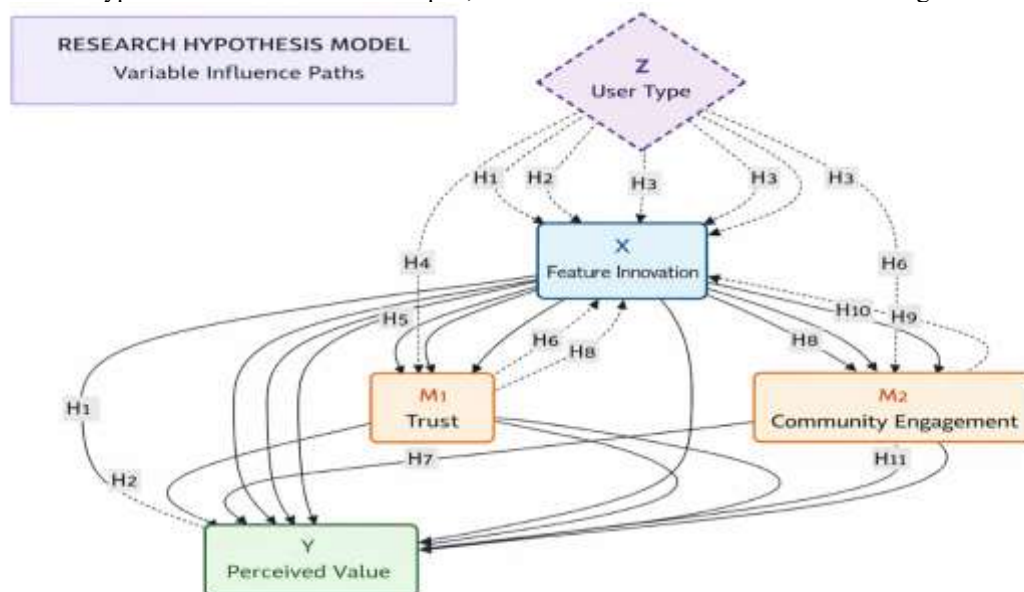 RESEARCH HYPOTHESIS MODEL
Variable Influence Paths
Z
User Type
H1
H2
H3
H3
H3
X
Feature Innovation
H4
H6
H5
H6
H8
H10
H9
H8
M1
Trust
M2
Community Engagement
H1
H7
H11
H2
Y
Perceived Value